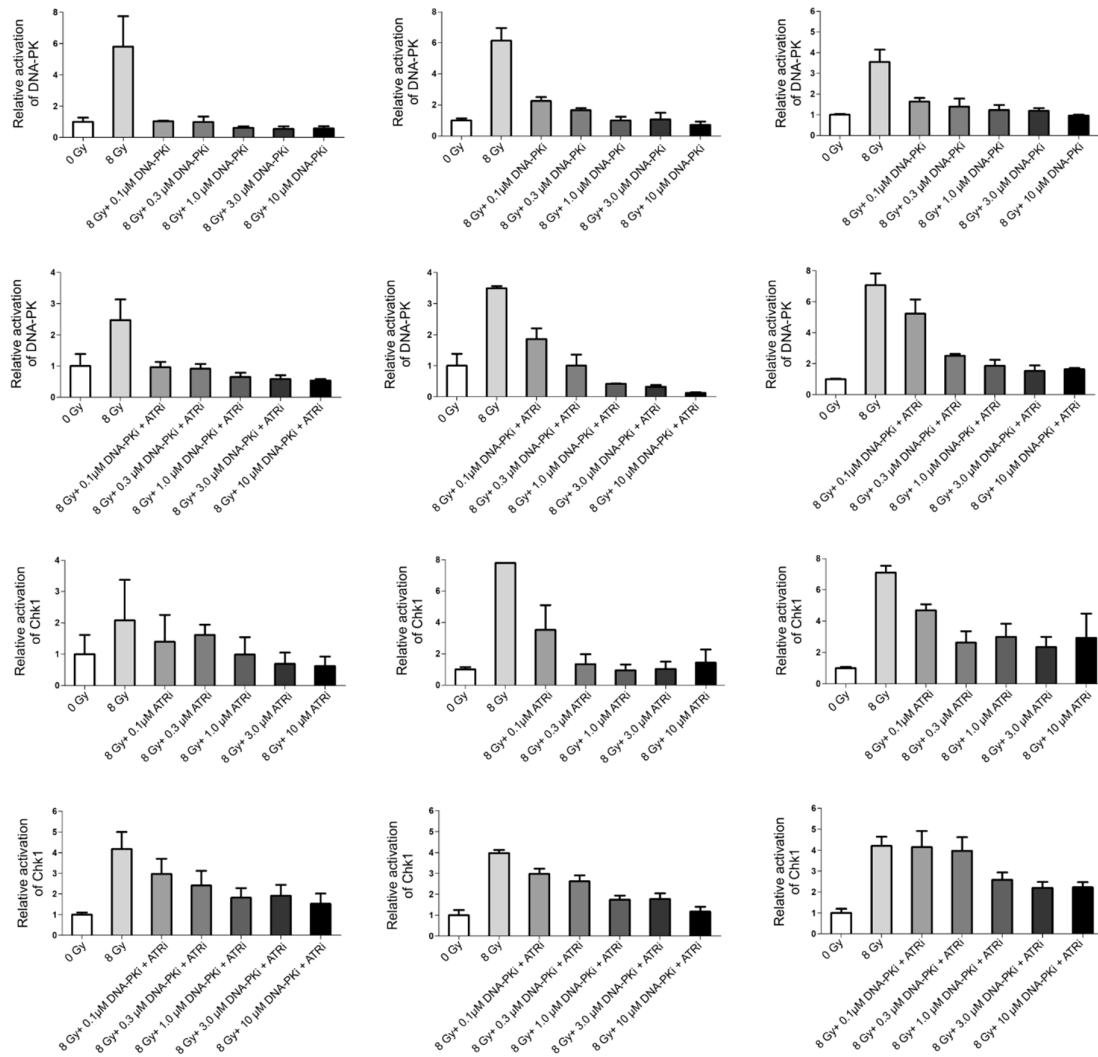 Relative activation
of DNA-PK
8
6
4
2
0
0 Gy
8 Gy
8 Gy+ 0.1μM DNA-PKi
8 Gy+ 0.3 μM DNA-PKi
8 Gy+ 1.0 μM DNA-PKi
8 Gy+ 3.0 μM DNA-PKi
8 Gy+ 10 μM DNA-PKi
Relative activation
of DNA-PK
8
6
4
2
0
0 Gy
8 Gy
8 Gy+ 0.1μM DNA-PKi
8 Gy+ 0.3 μM DNA-PKi
8 Gy+ 1.0 μM DNA-PKi
8 Gy+ 3.0 μM DNA-PKi
8 Gy+ 10 μM DNA-PKi
Relative activation
of DNA-PK
6
5
4
3
2
1
0
0 Gy
8 Gy
8 Gy+ 0.1μM DNA-PKi
8 Gy+ 0.3 μM DNA-PKi
8 Gy+ 1.0 μM DNA-PKi
8 Gy+ 3.0 μM DNA-PKi
8 Gy+ 10 μM DNA-PKi
Relative activation
of DNA-PK
4
3
2
1
0
0 Gy
8 Gy
8 Gy+ 0.1μM DNA-PKi + ATRi
8 Gy+ 0.3 μM DNA-PKi + ATRi
8 Gy+ 1.0 μM DNA-PKi + ATRi
8 Gy+ 3.0 μM DNA-PKi + ATRi
8 Gy+ 10 μM DNA-PKi + ATRi
Relative activation
of DNA-PK
4
3
2
1
0
0 Gy
8 Gy
8 Gy+ 0.1μM DNA-PKi + ATRi
8 Gy+ 0.3 μM DNA-PKi + ATRi
8 Gy+ 1.0 μM DNA-PKi + ATRi
8 Gy+ 3.0 μM DNA-PKi + ATRi
8 Gy+ 10 μM DNA-PKi + ATRi
Relative activation
of DNA-PK
8
6
4
2
0
0 Gy
8 Gy
8 Gy+ 0.1μM DNA-PKi + ATRi
8 Gy+ 0.3 μM DNA-PKi + ATRi
8 Gy+ 1.0 μM DNA-PKi + ATRi
8 Gy+ 3.0 μM DNA-PKi + ATRi
8 Gy+ 10 μM DNA-PKi + ATRi
Relative activation
of Chk1
4
3
2
1
0
0 Gy
8 Gy
8 Gy+ 0.1μM ATRi
8 Gy+ 0.3 μM ATRi
8 Gy+ 1.0 μM ATRi
8 Gy+ 3.0 μM ATRi
8 Gy+ 10 μM ATRi
Relative activation
of Chk1
8
6
4
2
0
0 Gy
8 Gy
8 Gy+ 0.1μM ATRi
8 Gy+ 0.3 μM ATRi
8 Gy+ 1.0 μM ATRi
8 Gy+ 3.0 μM ATRi
8 Gy+ 10 μM ATRi
Relative activation
of Chk1
8
6
4
2
0
0 Gy
8 Gy
8 Gy+ 0.1μM ATRi
8 Gy+ 0.3 μM ATRi
8 Gy+ 1.0 μM ATRi
8 Gy+ 3.0 μM ATRi
8 Gy+ 10 μM ATRi
Relative activation
of Chk1
6
5
4
3
2
1
0
0 Gy
8 Gy
8 Gy+ 0.1μM DNA-PKi + ATRi
8 Gy+ 0.3 μM DNA-PKi + ATRi
8 Gy+ 1.0 μM DNA-PKi + ATRi
8 Gy+ 3.0 μM DNA-PKi + ATRi
8 Gy+ 10 μM DNA-PKi + ATRi
Relative activation
of Chk1
6
5
4
3
2
1
0
0 Gy
8 Gy
8 Gy+ 0.1μM DNA-PKi + ATRi
8 Gy+ 0.3 μM DNA-PKi + ATRi
8 Gy+ 1.0 μM DNA-PKi + ATRi
8 Gy+ 3.0 μM DNA-PKi + ATRi
8 Gy+ 10 μM DNA-PKi + ATRi
Relative activation
of Chk1
6
5
4
3
2
1
0
0 Gy
8 Gy
8 Gy+ 0.1μM DNA-PKi + ATRi
8 Gy+ 0.3 μM DNA-PKi + ATRi
8 Gy+ 1.0 μM DNA-PKi + ATRi
8 Gy+ 3.0 μM DNA-PKi + ATRi
8 Gy+ 10 μM DNA-PKi + ATRi